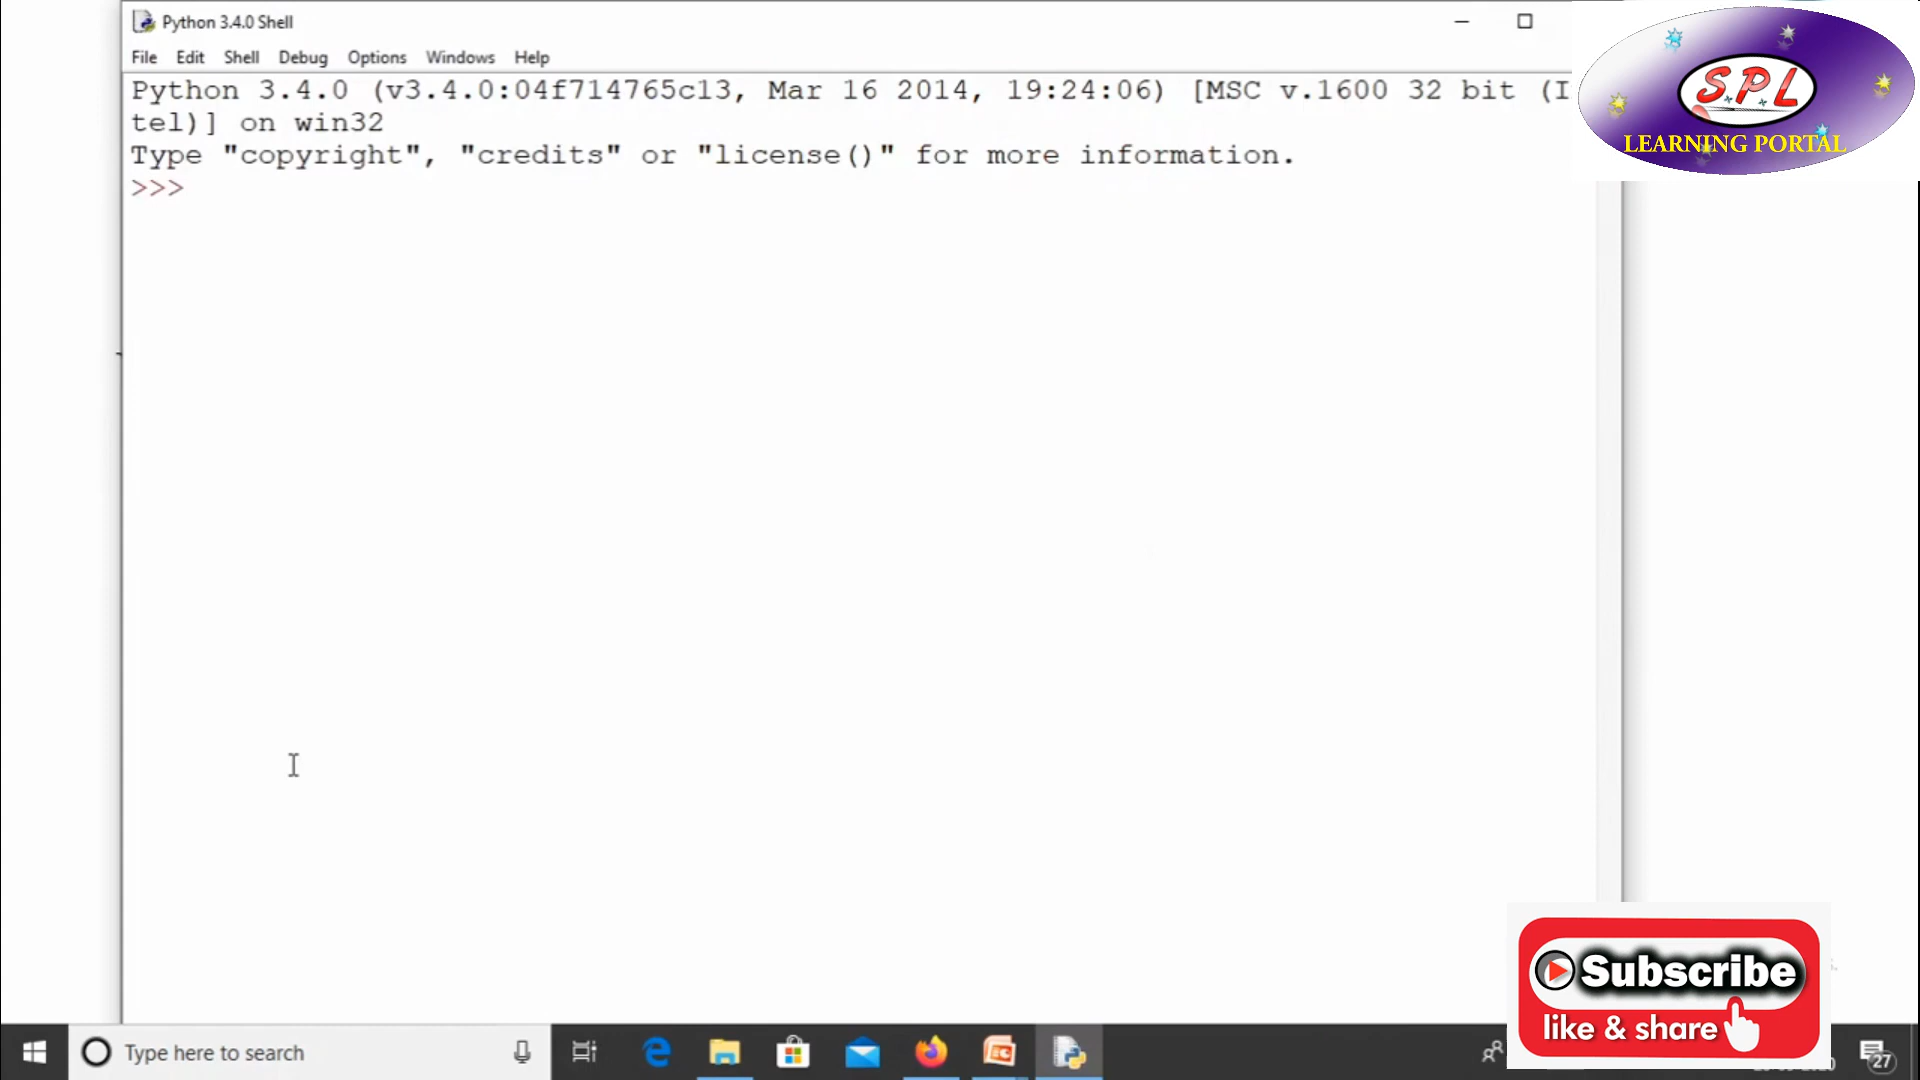 Python 3.4.0 Shell
File Edit Shell Debug Options Windows Help
Python 3.4.0 (v3.4.0:04f714765c13, Mar 16 2014, 19:24:06) [MSC v.1600 32 bit (I
tel)] on win32
Type "copyright", "credits" or "license()" for more information.
>>>
S.P.L
LEARNING PORTAL
Subscribe
like & share
Type here to search
27